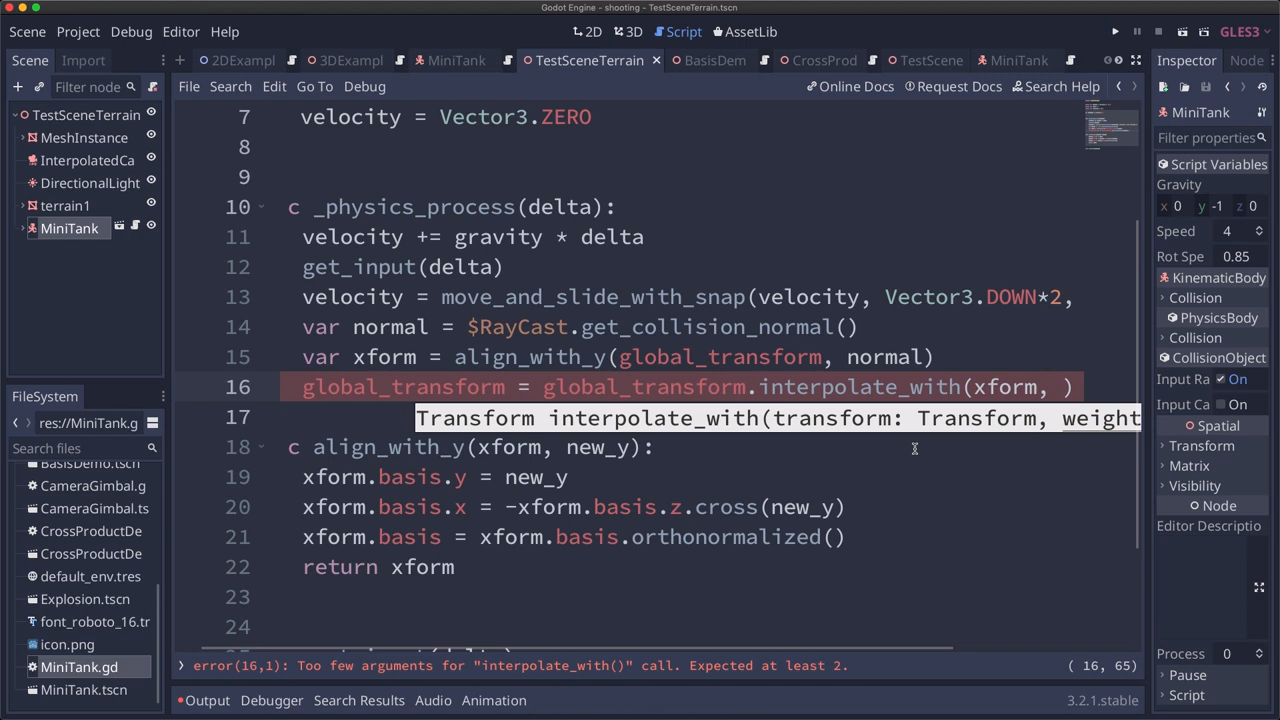 Godot Engine - shooting - TestSceneTerrain.tscn
Scene Project Debug Editor Help
2D 3D Script AssetLib
GLES3
Scene Import
2DExampl 3DExampl MiniTank TestSceneTerrain BasisDem CrossProd TestScene MiniTank
Inspector Node
Filter node
File Search Edit Go To Debug
Online Docs Request Docs Search Help
TestSceneTerrain
MeshInstance
InterpolatedCa
DirectionalLight
terrain1
MiniTank
7 velocity = Vector3.ZERO
8
9
10 c _physics_process(delta):
11 velocity += gravity * delta
12 get_input(delta)
13 velocity = move_and_slide_with_snap(velocity, Vector3.DOWN*2,
14 var normal = $RayCast.get_collision_normal()
15 var xform = align_with_y(global_transform, normal)
16 global_transform = global_transform.interpolate_with(xform, )
17
Transform interpolate_with(transform: Transform, weight
18 c align_with_y(xform, new_y):
19 xform.basis.y = new_y
20 xform.basis.x = -xform.basis.z.cross(new_y)
21 xform.basis = xform.basis.orthonormalized()
22 return xform
23
24
error(16,1): Too few arguments for "interpolate_with()" call. Expected at least 2.
( 16, 65)
Output Debugger Search Results Audio Animation
3.2.1.stable
FileSystem
res://MiniTank.g
Search files
BasisDemo.tscn
CameraGimbal.g
CameraGimbal.ts
CrossProductDe
CrossProductDe
default_env.tres
Explosion.tscn
font_roboto_16.tr
icon.png
MiniTank.gd
MiniTank.tscn
MiniTank
Filter properties
Script Variables
Gravity
x 0 y -1 z 0
Speed 4
Rot Spe 0.85
KinematicBody
Collision
PhysicsBody
Collision
CollisionObject
Input Ra On
Input Ca On
Spatial
Transform
Matrix
Visibility
Node
Editor Descriptio
Process 0
Pause
Script